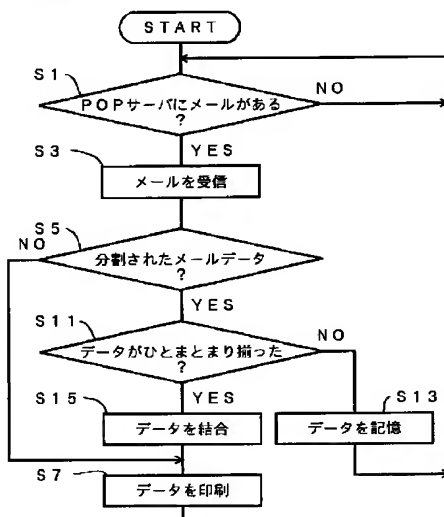 START
S1
POPサーバにメールがある
?
NO
YES
S3
メールを受信
S5
NO
分割されたメールデータ
?
YES
S11
データがひとまとまり揃った
?
NO
YES
S15
データを結合
S13
データを記憶
S7
データを印刷